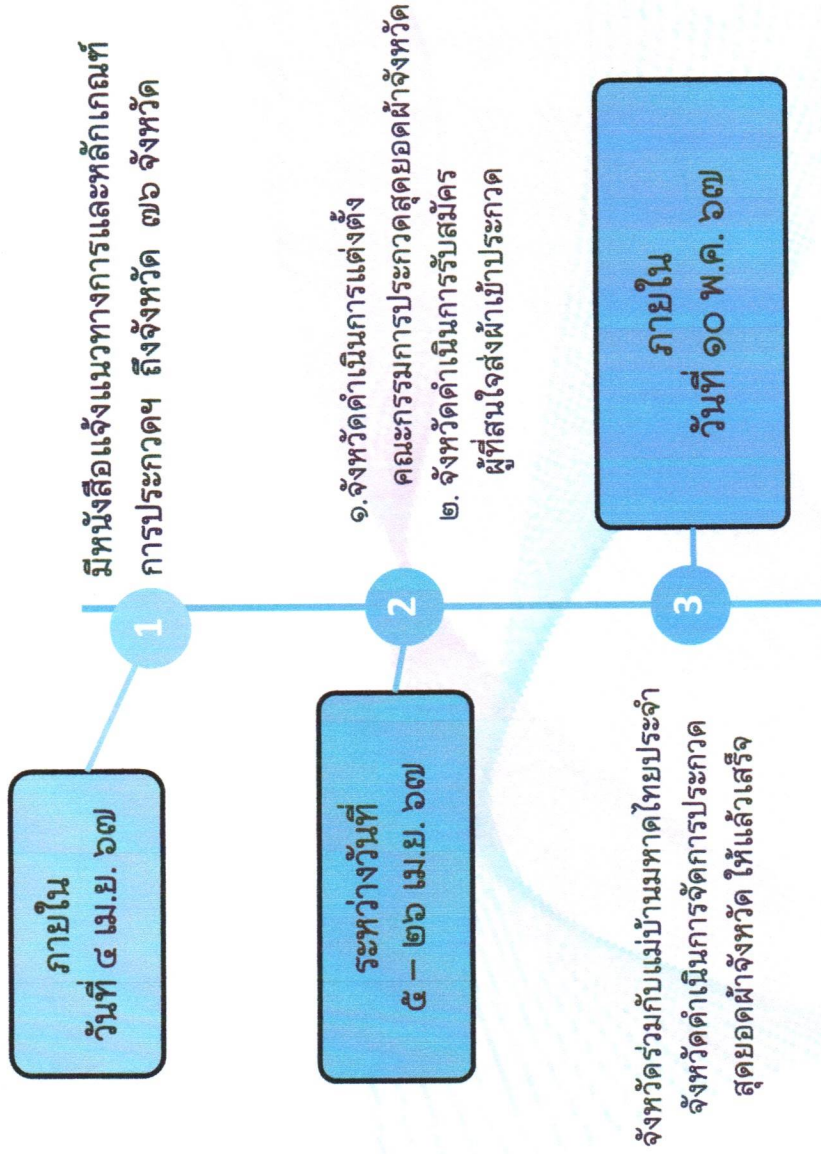 ภายใน
วันที่ ๔ เม.ย. ๖๗
1
มีหนังสือแจ้งแนวทางการและหลักเกณฑ์
การประกวดฯ ถึงจังหวัด ๗๖ จังหวัด
ระหว่างวันที่
๕ – ๒๖ เม.ย. ๖๗
2
๑.จังหวัดดำเนินการแต่งตั้ง
คณะกรรมการประกวดสุดยอดผ้าจังหวัด
๒. จังหวัดดำเนินการรับสมัคร
ผู้ที่สนใจส่งผ้าเข้าประกวด
จังหวัดร่วมกับแม่บ้านมหาดไทยประจำ
จังหวัดดำเนินการจัดการประกวด
สุดยอดผ้าจังหวัด ให้แล้วเสร็จ
3
ภายใน
วันที่ ๑๐ พ.ค. ๖๗